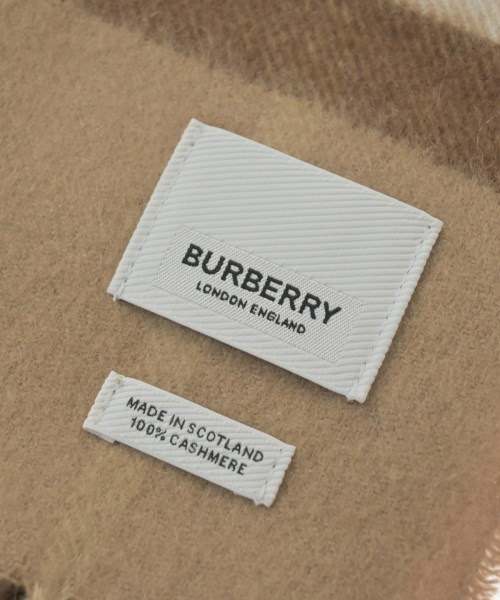 BURBERRY
LONDON ENGLAND
MADE IN SCOTLAND
100% CASHMERE